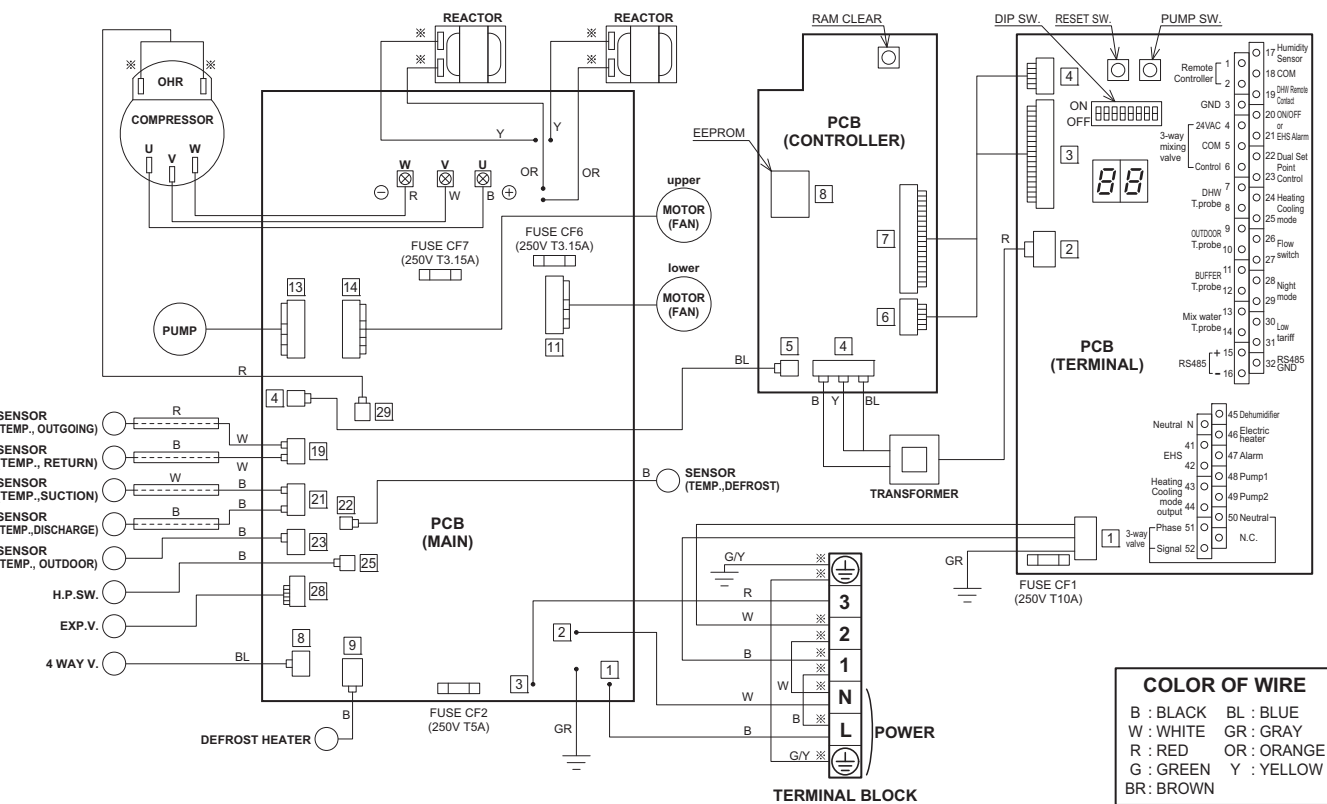 REACTOR
REACTOR
RAM CLEAR
DIP SW.
RESET SW.
PUMP SW.
※
※
※
※
※
※
OHR
COMPRESSOR
U
V
W
Y
Y
OR
OR
W
V
U
⊖
R
W
B
⊕
FUSE CF7
(250V T3.15A)
FUSE CF6
(250V T3.15A)
upper
MOTOR
(FAN)
lower
MOTOR
(FAN)
13
14
11
PUMP
R
4
29
PCB
(CONTROLLER)
EEPROM
8
7
6
5
4
BL
B
Y
BL
TRANSFORMER
R
4
3
2
ON
OFF
88
PCB
(TERMINAL)
Remote
Controller
1
2
GND 3
3-way
mixing
valve
24VAC 4
COM 5
Control 6
DHW
T.probe
7
8
OUTDOOR
T.probe
9
10
BUFFER
T.probe
11
12
Mix water
T.probe
13
14
RS485
+ 15
- 16
17 Humidity
Sensor
18 COM
19 DHW Remote
Contact
20 ON/OFF
or
21 EHS Alarm
22 Dual Set
Point
23 Control
24 Heating
Cooling
25 mode
26 Flow
switch
27
28 Night
mode
29
30 Low
tariff
31
32 RS485
GND
Neutral N
41
EHS
42
Heating
Cooling
mode
output
43
44
3-way
valve
Phase 51
Signal 52
45 Dehumidifier
46 Electric
heater
47 Alarm
48 Pump1
49 Pump2
50 Neutral
N.C.
1
GR
FUSE CF1
(250V T10A)
SENSOR
TEMP., OUTGOING)
R
W
19
SENSOR
TEMP., RETURN)
B
W
SENSOR
TEMP.,SUCTION)
W
B
21
SENSOR
TEMP.,DISCHARGE)
B
B
22
SENSOR
TEMP., OUTDOOR)
B
23
H.P.SW.
B
25
EXP.V.
28
4 WAY V.
BL
8
9
B
DEFROST HEATER
PCB
(MAIN)
B
SENSOR
(TEMP.,DEFROST)
2
3
1
FUSE CF2
(250V T5A)
GR
G/Y
※
※
R
3
W
※
2
※
B
※
1
※
W
※
W
N
B
※
B
L
G/Y
※
POWER
TERMINAL BLOCK
COLOR OF WIRE
B : BLACK BL : BLUE
W : WHITE GR : GRAY
R : RED OR : ORANGE
G : GREEN Y : YELLOW
BR : BROWN